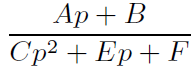 Ap + B
Cp² + Ep + F